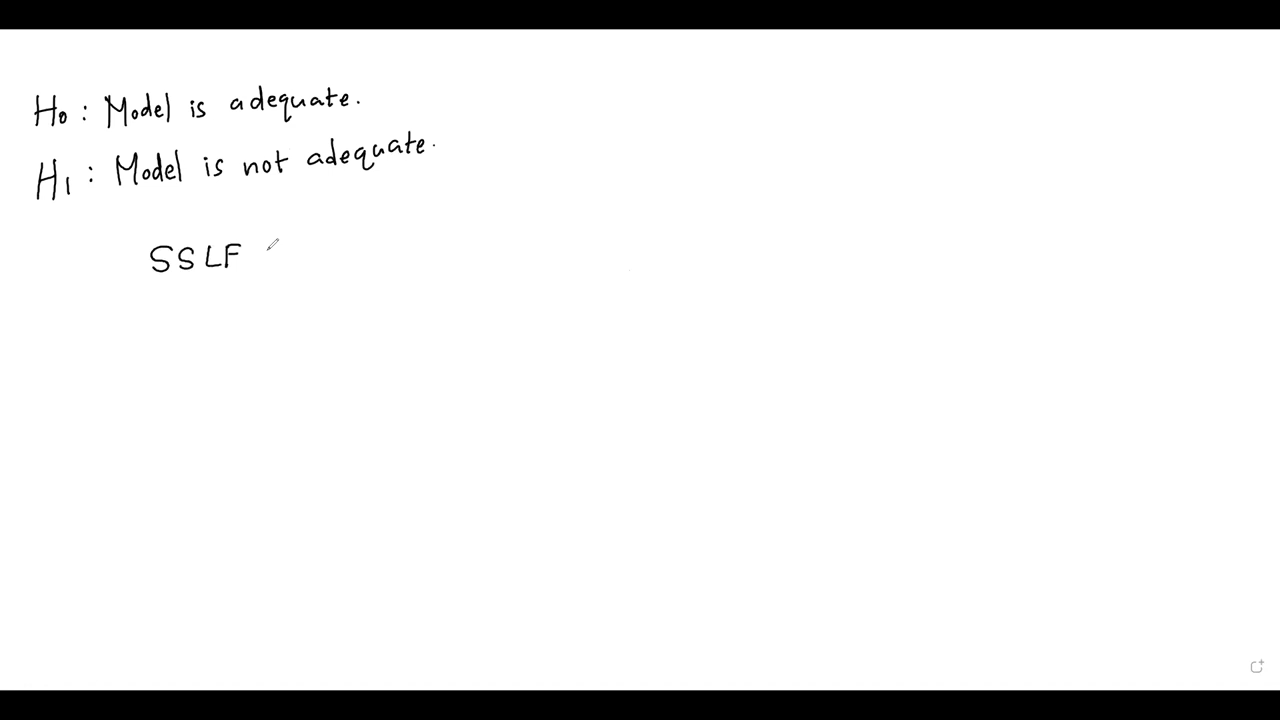 H₀ : Model is adequate.
H₁ : Model is not adequate.
SSLF